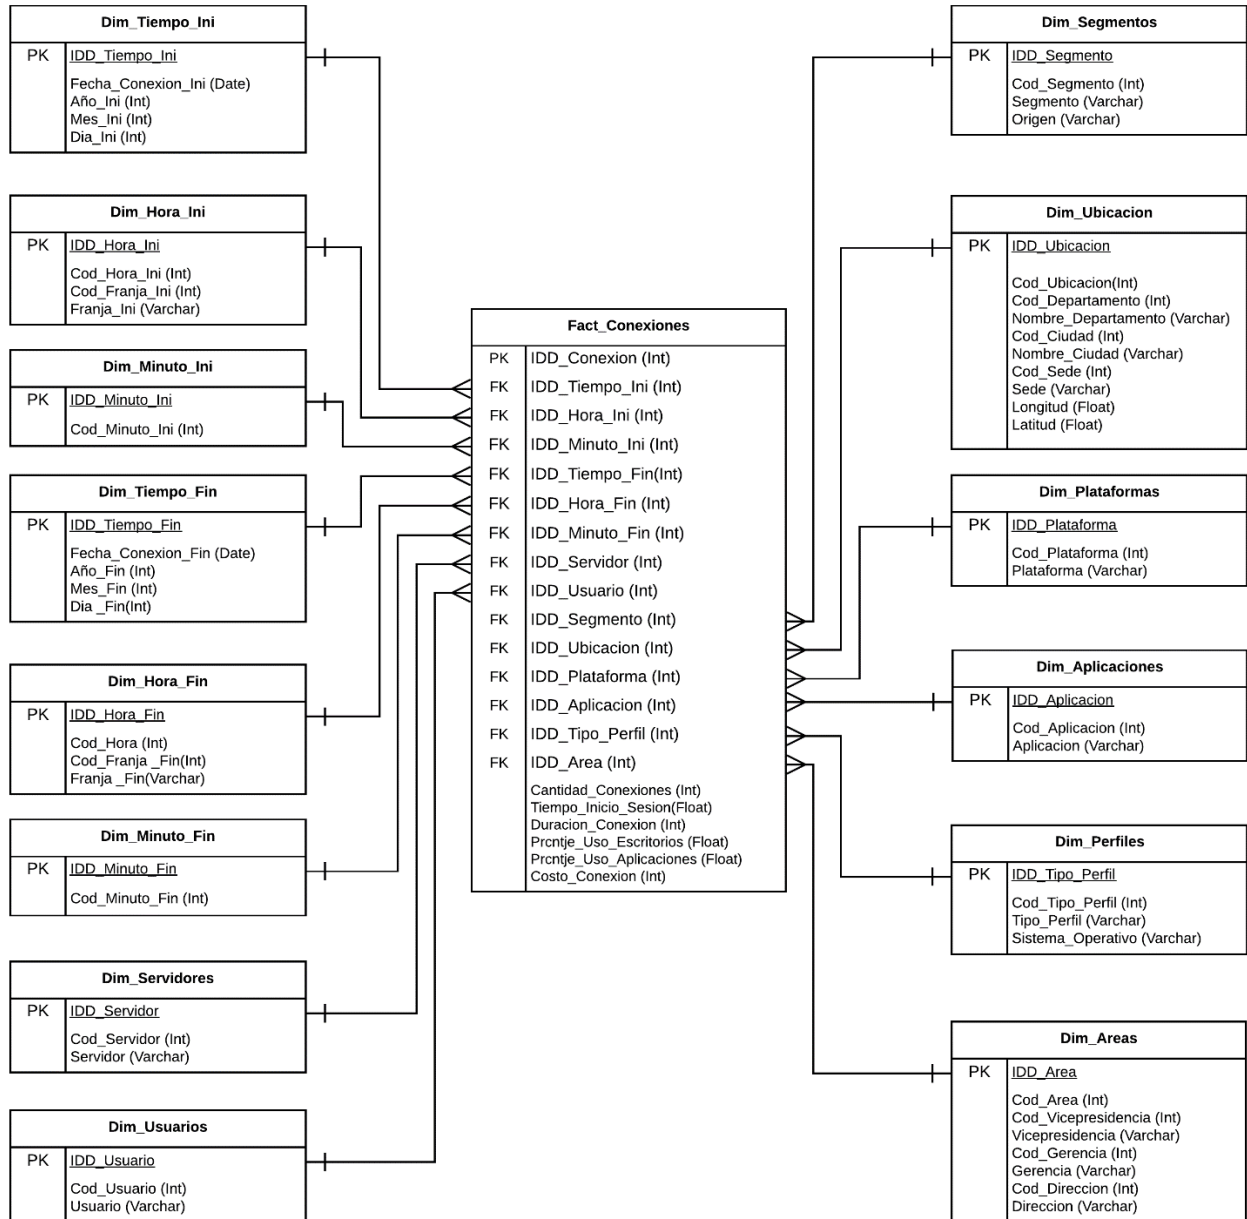 Dim_Tiempo_Ini
PK IDD_Tiempo_Ini
Fecha_Conexion_Ini (Date)
Año_Ini (Int)
Mes_Ini (Int)
Dia_Ini (Int)
Dim_Hora_Ini
PK IDD_Hora_Ini
Cod_Hora_Ini (Int)
Cod_Franja_Ini (Int)
Franja_Ini (Varchar)
Dim_Minuto_Ini
PK IDD_Minuto_Ini
Cod_Minuto_Ini (Int)
Dim_Tiempo_Fin
PK IDD_Tiempo_Fin
Fecha_Conexion_Fin (Date)
Año_Fin (Int)
Mes_Fin (Int)
Dia _Fin(Int)
Dim_Hora_Fin
PK IDD_Hora_Fin
Cod_Hora (Int)
Cod_Franja _Fin(Int)
Franja _Fin(Varchar)
Dim_Minuto_Fin
PK IDD_Minuto_Fin
Cod_Minuto_Fin (Int)
Dim_Servidores
PK IDD_Servidor
Cod_Servidor (Int)
Servidor (Varchar)
Dim_Usuarios
PK IDD_Usuario
Cod_Usuario (Int)
Usuario (Varchar)
Fact_Conexiones
PK IDD_Conexion (Int)
FK IDD_Tiempo_Ini (Int)
FK IDD_Hora_Ini (Int)
FK IDD_Minuto_Ini (Int)
FK IDD_Tiempo_Fin(Int)
FK IDD_Hora_Fin (Int)
FK IDD_Minuto_Fin (Int)
FK IDD_Servidor (Int)
FK IDD_Usuario (Int)
FK IDD_Segmento (Int)
FK IDD_Ubicacion (Int)
FK IDD_Plataforma (Int)
FK IDD_Aplicacion (Int)
FK IDD_Tipo_Perfil (Int)
FK IDD_Area (Int)
Cantidad_Conexiones (Int)
Tiempo_Inicio_Sesion(Float)
Duracion_Conexion (Int)
Prcntje_Uso_Escritorios (Float)
Prcntje_Uso_Aplicaciones (Float)
Costo_Conexion (Int)
Dim_Segmentos
PK IDD_Segmento
Cod_Segmento (Int)
Segmento (Varchar)
Origen (Varchar)
Dim_Ubicacion
PK IDD_Ubicacion
Cod_Ubicacion(Int)
Cod_Departamento (Int)
Nombre_Departamento (Varchar)
Cod_Ciudad (Int)
Nombre_Ciudad (Varchar)
Cod_Sede (Int)
Sede (Varchar)
Longitud (Float)
Latitud (Float)
Dim_Plataformas
PK IDD_Plataforma
Cod_Plataforma (Int)
Plataforma (Varchar)
Dim_Aplicaciones
PK IDD_Aplicacion
Cod_Aplicacion (Int)
Aplicacion (Varchar)
Dim_Perfiles
PK IDD_Tipo_Perfil
Cod_Tipo_Perfil (Int)
Tipo_Perfil (Varchar)
Sistema_Operativo (Varchar)
Dim_Areas
PK IDD_Area
Cod_Area (Int)
Cod_Vicepresidencia (Int)
Vicepresidencia (Varchar)
Cod_Gerencia (Int)
Gerencia (Varchar)
Cod_Direccion (Int)
Direccion (Varchar)